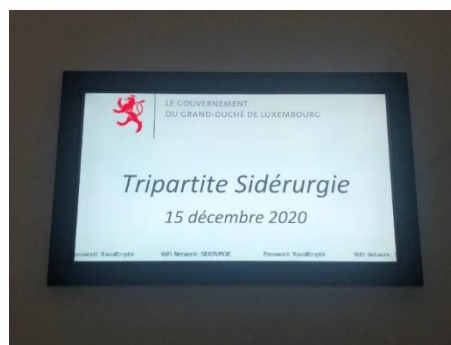 LE GOUVERNEMENT
DU GRAND-DUCHÉ DE LUXEMBOURG
Tripartite Sidérurgie
15 décembre 2020
Password: TravailEmploi WIFI Network: SIDERURGIE Password: TravailEmploi WIFI Network: